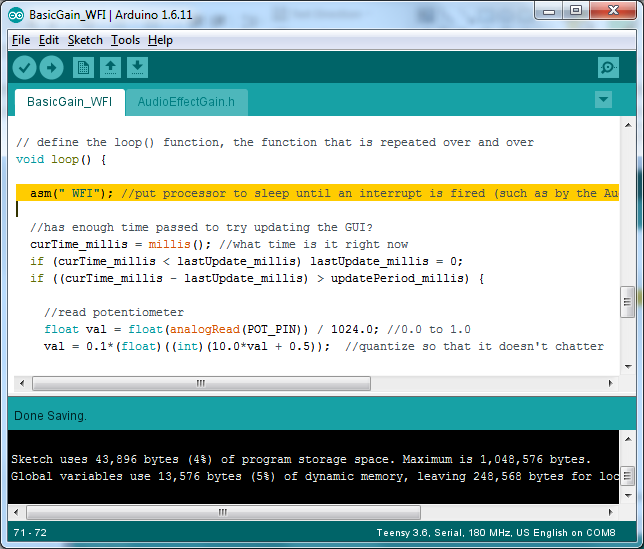 BasicGain_WFI | Arduino 1.6.11
File Edit Sketch Tools Help
BasicGain_WFI AudioEffectGain.h
// define the loop() function, the function that is repeated over and over
void loop() {
asm(" WFI"); //put processor to sleep until an interrupt is fired (such as by the Au
//has enough time passed to try updating the GUI?
curTime_millis = millis(); //what time is it right now
if (curTime_millis < lastUpdate_millis) lastUpdate_millis = 0;
if ((curTime_millis - lastUpdate_millis) > updatePeriod_millis) {
//read potentiometer
float val = float(analogRead(POT_PIN)) / 1024.0; //0.0 to 1.0
val = 0.1*(float)((int)(10.0*val + 0.5)); //quantize so that it doesn't chatter
Done Saving.
Sketch uses 43,896 bytes (4%) of program storage space. Maximum is 1,048,576 bytes.
Global variables use 13,576 bytes (5%) of dynamic memory, leaving 248,568 bytes for loc
71 - 72 Teensy 3.6, Serial, 180 MHz, US English on COM8